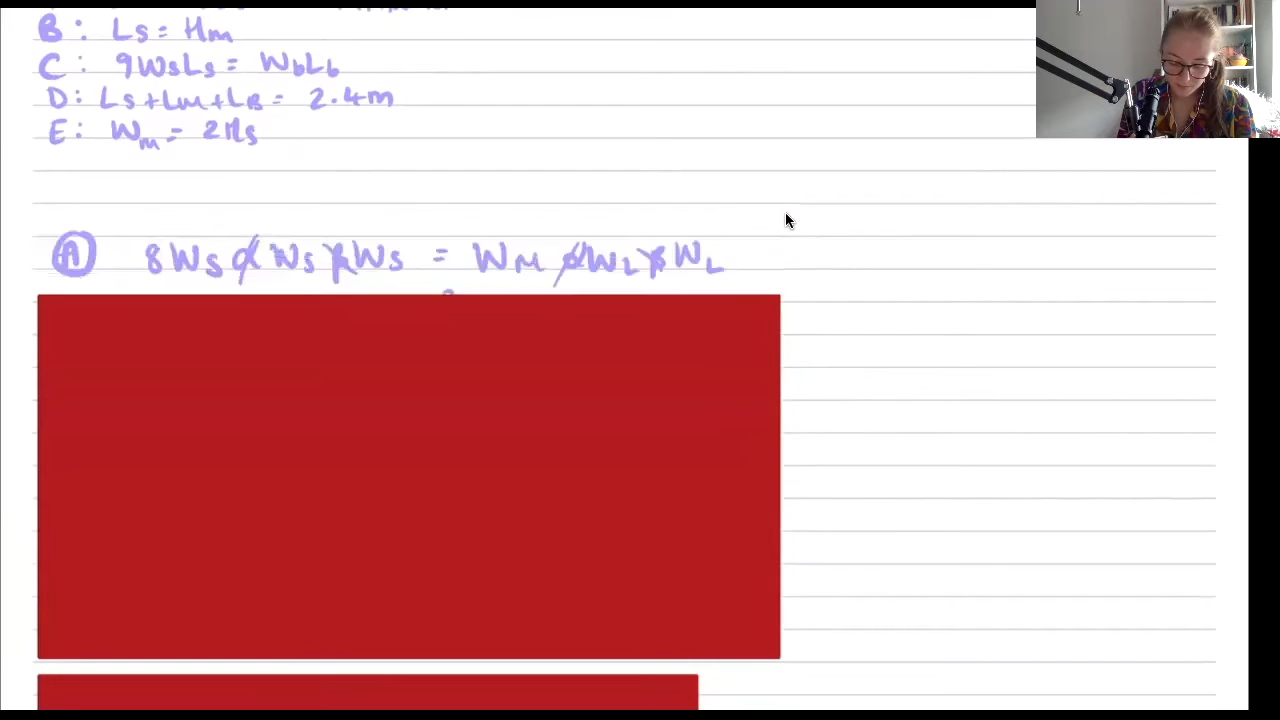 B: Ls = Hm
C: 9WsLs = WbLb
D: Ls+Lm+LB = 2.4m
E: Wm = 2Hs
A 8Ws α Ws β Ws = WM α WL β WL